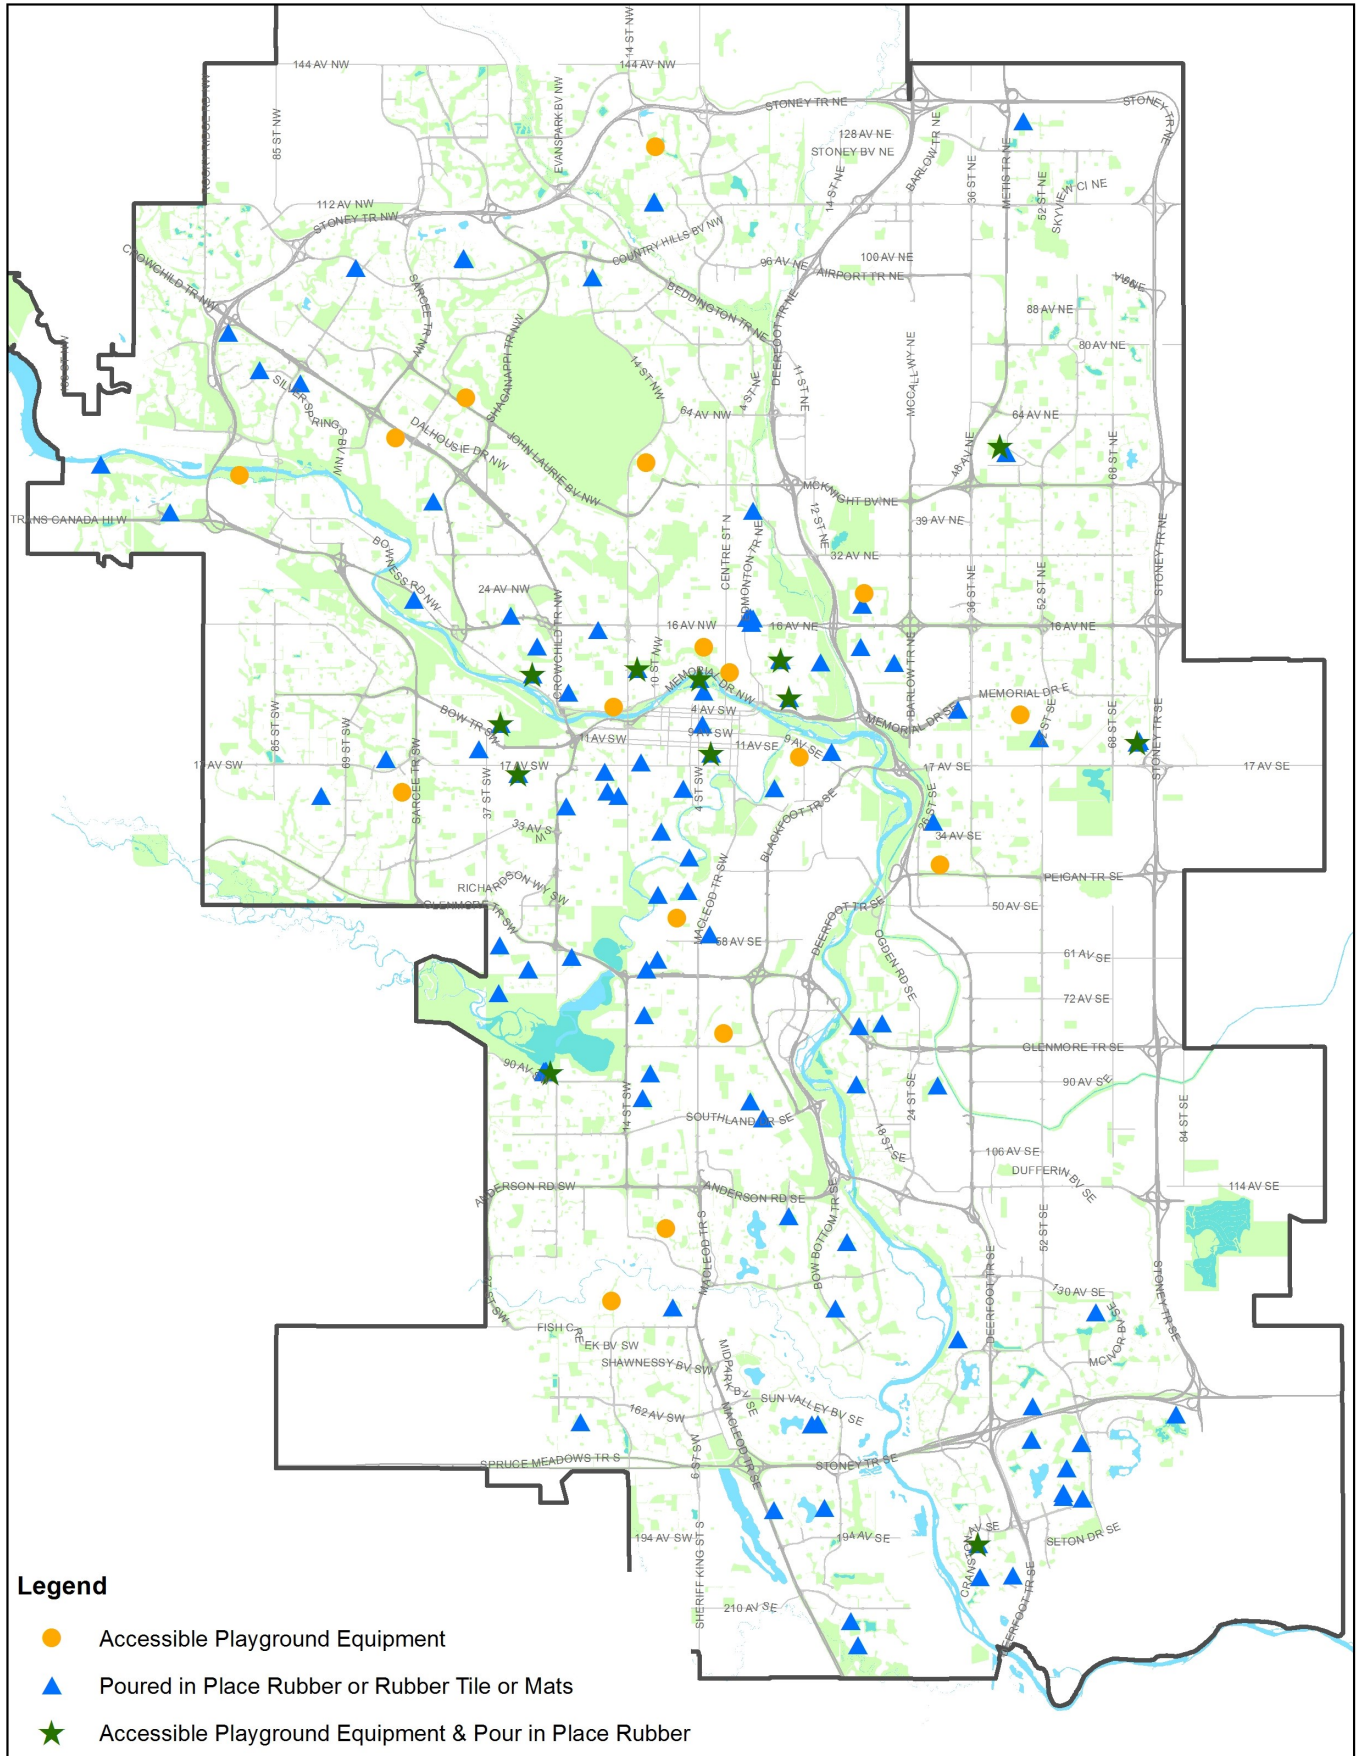 14 ST NW
144 AV NW
144 AV NW
STONEY TR NE
STONEY TR NE
85 ST NW
EVANSPARK BV NW
128 AV NE
STONEY BV NE
BARLOW TR NE
36 ST NE
METIS TR NE
52 ST NE
SKYVIEW CI NE
14 ST NE
112 AV NW
STONEY TR NW
COUNTRY HILLS BV NW
CROWCHILD TR NW
96 AV NE
100 AV NE
AIRPORT TR NE
SARCEE TR NW
BEDDINGTON TR NE
DEERFOOT TR NE
88 AV NE
80 AV NE
SHAGANAPPI TR NW
14 ST NW
4 ST NE
11 ST NE
MCCALL WY NE
SILVER SPRINGS BV NW
64 AV NW
64 AV NE
DALHOUSIE DR NW
JOHN LAURIE BV NW
48 AV NE
68 ST NE
MCKNIGHT BV NE
TRANS CANADA HI W
12 ST NE
39 AV NE
CENTRE ST N
EDMONTON TR NE
32 AV NE
STONEY TR NE
BOWNESS RD NW
24 AV NW
36 ST NE
52 ST NE
CROWCHILD TR NW
16 AV NW
16 AV NE
16 AV NE
10 ST NW
BARLOW TR NE
MEMORIAL DR NW
MEMORIAL DR E
MEMORIAL DR SE
85 ST SW
69 ST SW
BOW TR SW
4 AV SW
9 AV SW
11 AV SW
11 AV SE
9 AV SE
68 ST SE
STONEY TR SE
17 AV SW
17 AV SE
17 AV SE
SARCEE TR SW
37 ST SW
4 ST SW
33 AV SW
BLACKFOOT TR SE
26 ST SE
34 AV SE
RICHARDSON WY SW
GLENMORE TR SW
MACLEOD TR SW
PEIGAN TR SE
50 AV SE
DEERFOOT TR SE
58 AV SE
OGDEN RD SE
61 AV SE
72 AV SE
GLENMORE TR SE
90 AV SE
24 ST SE
14 ST SW
SOUTHLAND DR SE
84 ST SE
18 ST SE
106 AV SE
DUFFERIN BV SE
ANDERSON RD SW
ANDERSON RD SE
114 AV SE
MACLEOD TR S
BOW BOTTOM TR SE
52 ST SE
DEERFOOT TR SE
STONEY TR SE
130 AV SE
FISH CREEK BV SW
SHAWNESSY BV SW
MIDPARK BV SE
MCIVOR BV SE
162 AV SW
SUN VALLEY BV SE
MACLEOD TR SE
SPRUCE MEADOWS TR S
6 ST SW
STONEY TR SE
194 AV SW
194 AV SE
SETON DR SE
SHERIFF KING ST S
210 AV SE
DEERFOOT TR SE
Legend
Accessible Playground Equipment
Poured in Place Rubber or Rubber Tile or Mats
Accessible Playground Equipment & Pour in Place Rubber